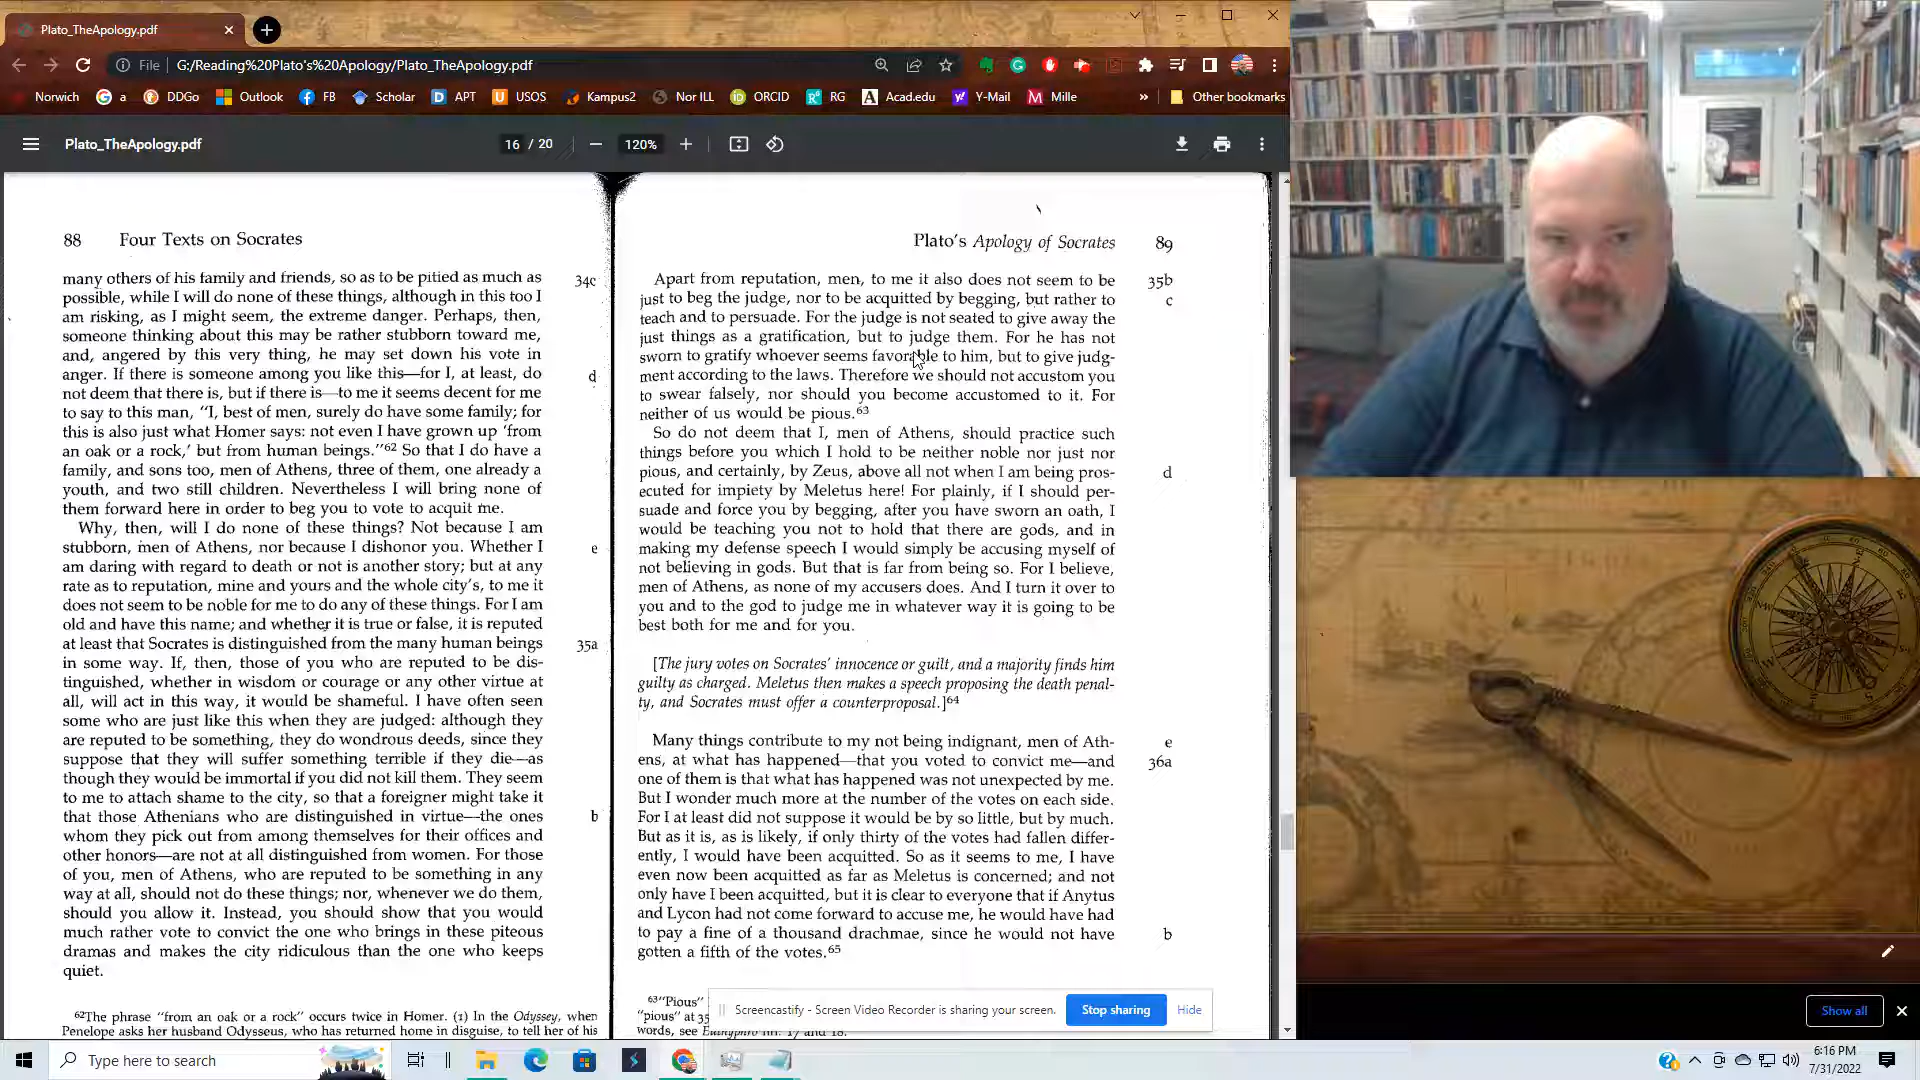 Plato_TheApology.pdf
File G:/Reading%20Plato's%20Apology/Plato_TheApology.pdf
Norwich a DDGo Outlook FB Scholar APT USOS Kampus2 Nor ILL ORCID RG Acad.edu Y-Mail Mille » Other bookmarks
Plato_TheApology.pdf 16 / 20 120%
88 Four Texts on Socrates
many others of his family and friends, so as to be pitied as much as 34c
possible, while I will do none of these things, although in this too I
am risking, as I might seem, the extreme danger. Perhaps, then,
someone thinking about this may be rather stubborn toward me,
and, angered by this very thing, he may set down his vote in
anger. If there is someone among you like this—for I, at least, do d
not deem that there is, but if there is—to me it seems decent for me
to say to this man, "I, best of men, surely do have some family; for
this is also just what Homer says: not even I have grown up 'from
an oak or a rock,' but from human beings."62 So that I do have a
family, and sons too, men of Athens, three of them, one already a
youth, and two still children. Nevertheless I will bring none of
them forward here in order to beg you to vote to acquit me.
Why, then, will I do none of these things? Not because I am
stubborn, men of Athens, nor because I dishonor you. Whether I e
am daring with regard to death or not is another story; but at any
rate as to reputation, mine and yours and the whole city's, to me it
does not seem to be noble for me to do any of these things. For I am
old and have this name; and whether it is true or false, it is reputed
at least that Socrates is distinguished from the many human beings 35a
in some way. If, then, those of you who are reputed to be dis-
tinguished, whether in wisdom or courage or any other virtue at
all, will act in this way, it would be shameful. I have often seen
some who are just like this when they are judged: although they
are reputed to be something, they do wondrous deeds, since they
suppose that they will suffer something terrible if they die—as
though they would be immortal if you did not kill them. They seem
to me to attach shame to the city, so that a foreigner might take it
that those Athenians who are distinguished in virtue—the ones b
whom they pick out from among themselves for their offices and
other honors—are not at all distinguished from women. For those
of you, men of Athens, who are reputed to be something in any
way at all, should not do these things; nor, whenever we do them,
should you allow it. Instead, you should show that you would
much rather vote to convict the one who brings in these piteous
dramas and makes the city ridiculous than the one who keeps
quiet.
62The phrase "from an oak or a rock" occurs twice in Homer. (1) In the Odyssey, when
Penelope asks her husband Odysseus, who has returned home in disguise, to tell her of his
Plato's Apology of Socrates 89
Apart from reputation, men, to me it also does not seem to be 35b
just to beg the judge, nor to be acquitted by begging, but rather to c
teach and to persuade. For the judge is not seated to give away the
just things as a gratification, but to judge them. For he has not
sworn to gratify whoever seems favorable to him, but to give judg-
ment according to the laws. Therefore we should not accustom you
to swear falsely, nor should you become accustomed to it. For
neither of us would be pious.63
So do not deem that I, men of Athens, should practice such
things before you which I hold to be neither noble nor just nor
pious, and certainly, by Zeus, above all not when I am being pros- d
ecuted for impiety by Meletus here! For plainly, if I should per-
suade and force you by begging, after you have sworn an oath, I
would be teaching you not to hold that there are gods, and in
making my defense speech I would simply be accusing myself of
not believing in gods. But that is far from being so. For I believe,
men of Athens, as none of my accusers does. And I turn it over to
you and to the god to judge me in whatever way it is going to be
best both for me and for you.
[The jury votes on Socrates' innocence or guilt, and a majority finds him
guilty as charged. Meletus then makes a speech proposing the death penal-
ty, and Socrates must offer a counterproposal.]64
Many things contribute to my not being indignant, men of Ath- e
ens, at what has happened—that you voted to convict me—and 36a
one of them is that what has happened was not unexpected by me.
But I wonder much more at the number of the votes on each side.
For I at least did not suppose it would be by so little, but by much.
But as it is, as is likely, if only thirty of the votes had fallen differ-
ently, I would have been acquitted. So as it seems to me, I have
even now been acquitted as far as Meletus is concerned; and not
only have I been acquitted, but it is clear to everyone that if Anytus
and Lycon had not come forward to accuse me, he would have had
to pay a fine of a thousand drachmae, since he would not have b
gotten a fifth of the votes.65
63"Pious"
"pious" at 35
words, see Euthyphro nn. 17 and 18.
Screencastify - Screen Video Recorder is sharing your screen. Stop sharing Hide
Show all
Type here to search
6:16 PM
7/31/2022